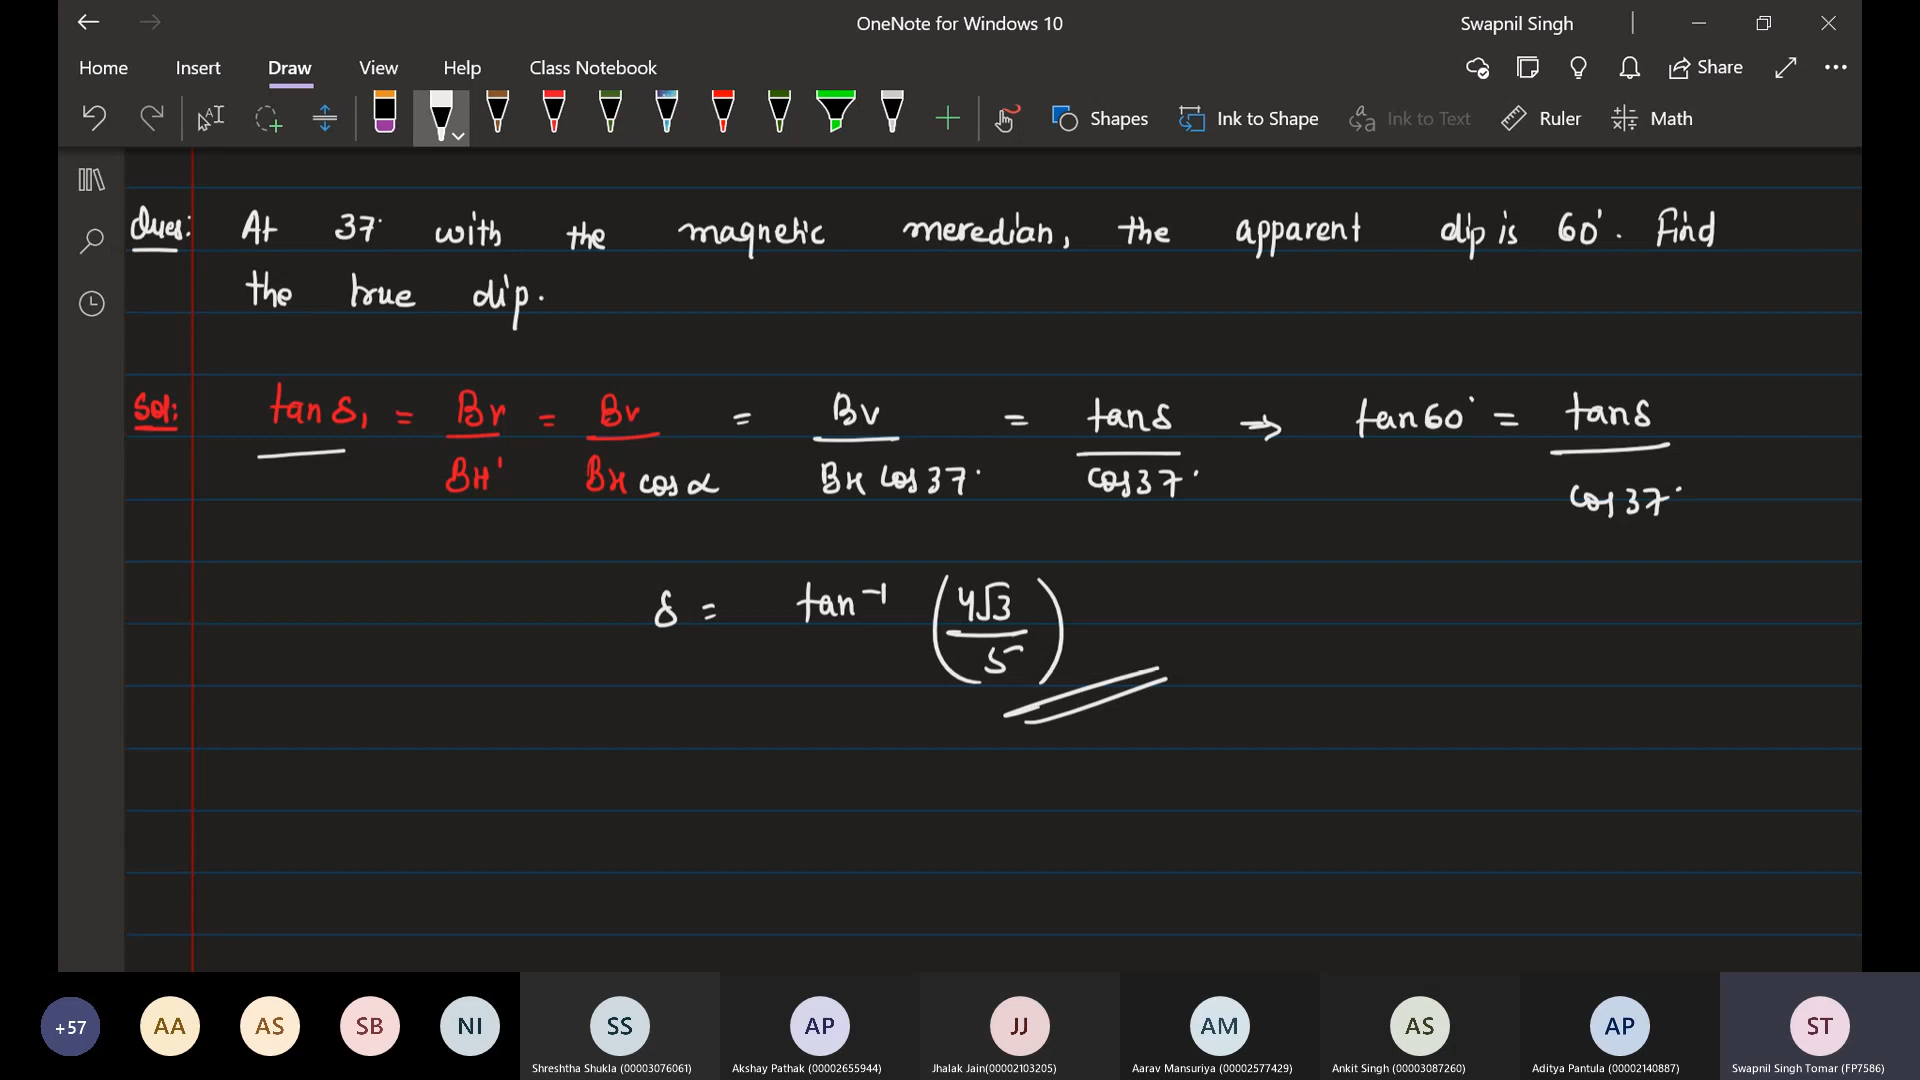 OneNote for Windows 10
Swapnil Singh
Home Insert Draw View Help Class Notebook Share
Shapes Ink to Shape Ink to Text Ruler Math
Ques: At 37° with the magnetic meredian, the apparent dip is 60°. Find
the true dip.
Sol: tan δ₁ = Bv/BH' = Bv/BH cos α = Bv/BH cos 37° = tan δ/cos 37° ⇒ tan 60° = tan δ/cos 37°
δ = tan⁻¹ (4√3/5)
+57 AA AS SB NI SS AP JJ AM AS AP ST
Shreshtha Shukla (00003076061) Akshay Pathak (00002655944) Jhalak Jain(00002103205) Aarav Mansuriya (00002577429) Ankit Singh (00003087260) Aditya Pantula (00002140887) Swapnil Singh Tomar (FP7586)